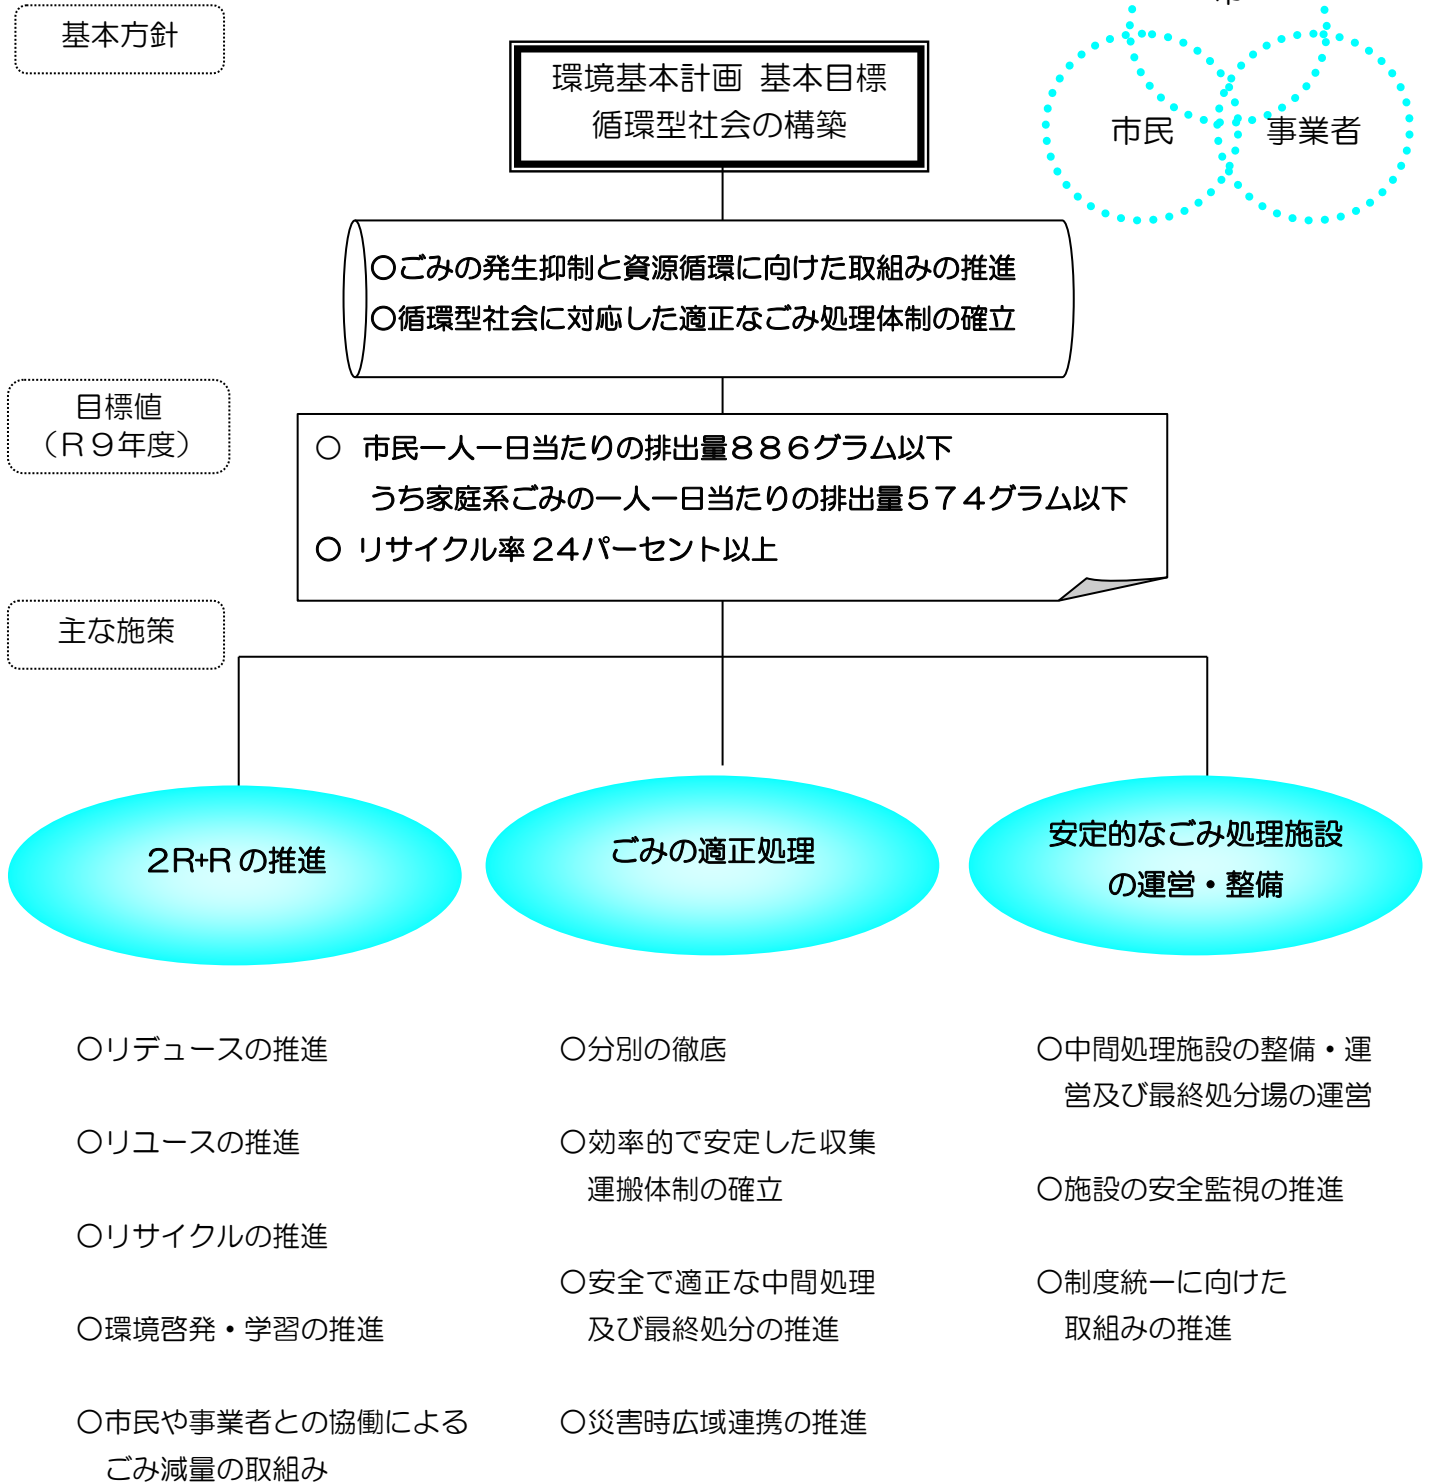 基本方針
環境基本計画 基本目標
循環型社会の構築
市民
事業者
〇ごみの発生抑制と資源循環に向けた取組みの推進
〇循環型社会に対応した適正なごみ処理体制の確立
目標値
（Ｒ９年度）
○ 市民一人一日当たりの排出量８８６グラム以下
うち家庭系ごみの一人一日当たりの排出量５７４グラム以下
〇 リサイクル率 24パーセント以上
主な施策
２R+R の推進
ごみの適正処理
安定的なごみ処理施設
の運営・整備
〇リデュースの推進
〇リユースの推進
〇リサイクルの推進
〇環境啓発・学習の推進
〇市民や事業者との協働による
ごみ減量の取組み
〇分別の徹底
〇効率的で安定した収集
運搬体制の確立
〇安全で適正な中間処理
及び最終処分の推進
〇災害時広域連携の推進
〇中間処理施設の整備・運
営及び最終処分場の運営
〇施設の安全監視の推進
〇制度統一に向けた
取組みの推進